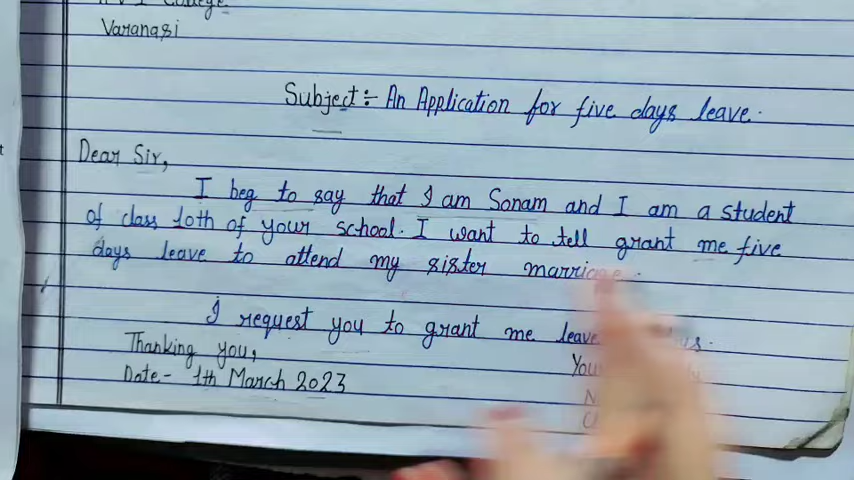 College
Varanasi
Subject:- An Application for five days leave.
Dear Sir,
I beg to say that I am Sonam and I am a student
of class 10th of your school. I want to tell grant me five
days leave to attend my sister marriage.
I request you to grant me leave
Thanking you,
Date- 1th March 2023